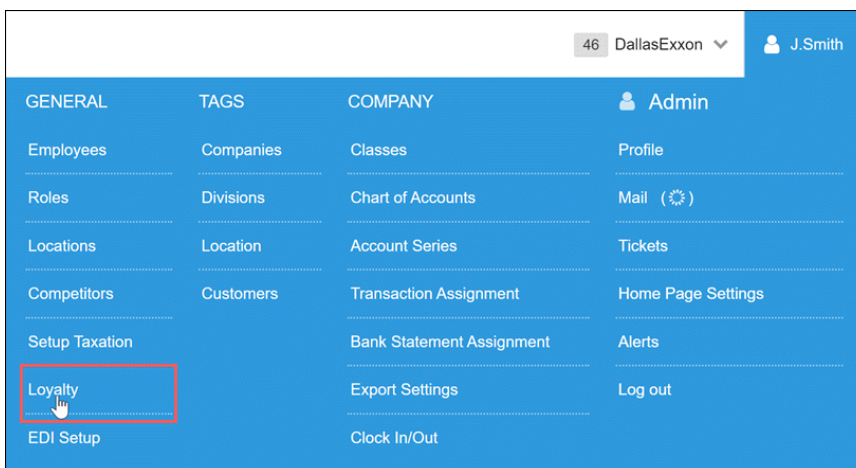 46 DallasExxon J.Smith
GENERAL TAGS COMPANY Admin
Employees Companies Classes Profile
Roles Divisions Chart of Accounts Mail ( )
Locations Location Account Series Tickets
Competitors Customers Transaction Assignment Home Page Settings
Setup Taxation Bank Statement Assignment Alerts
Loyalty Export Settings Log out
EDI Setup Clock In/Out